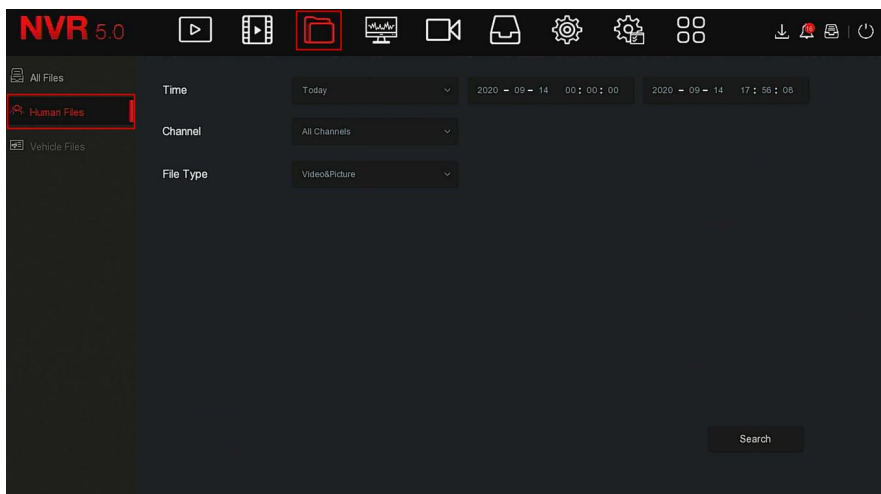 NVR 5.0
All Files
Human Files
Vehicle Files
Time
Today
2020 - 09 - 14 00 : 00 : 00
2020 - 09 - 14 17 : 56 : 06
Channel
All Channels
File Type
Video&Picture
Search